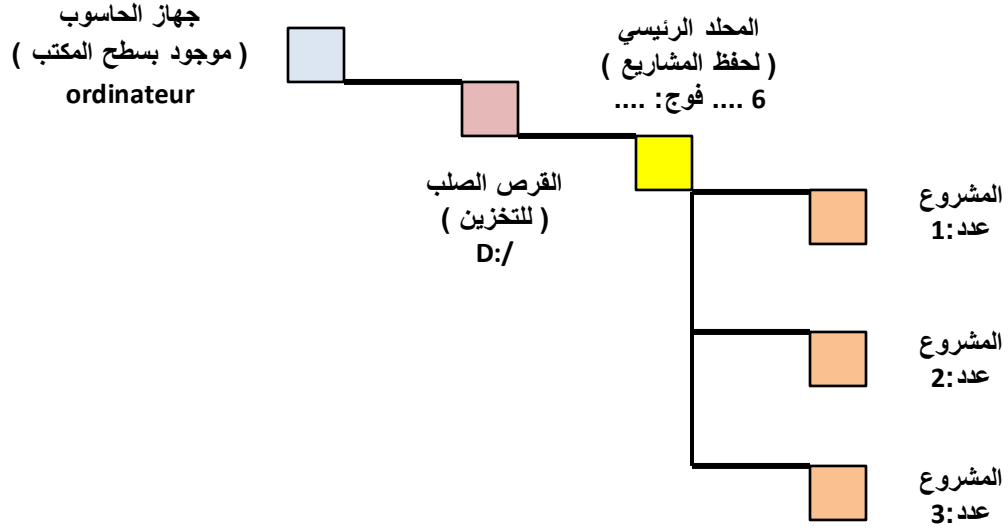 جهاز الحاسوب
( موجود بسطح المكتب )
ordinateur
المحلد الرئيسي
( لحفظ المشاريع )
6 .... فوج: ....
القرص الصلب
( للتخزين )
D:/
المشروع
عدد:1
المشروع
عدد:2
المشروع
عدد:3